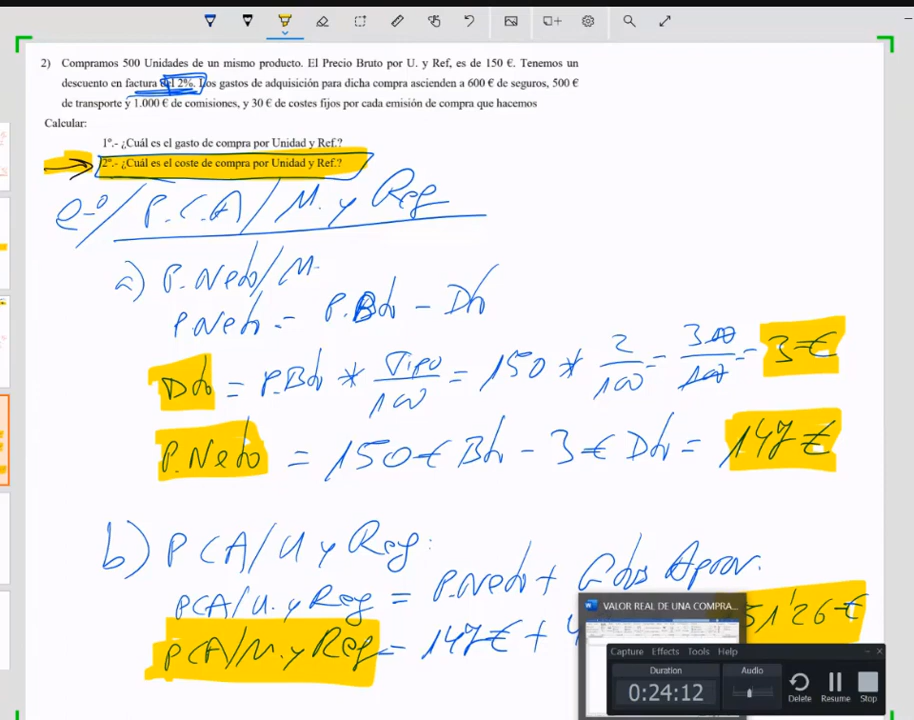 2) Compramos 500 Unidades de un mismo producto. El Precio Bruto por U. y Ref, es de 150 €. Tenemos un
descuento en factura del 2%. Los gastos de adquisición para dicha compra ascienden a 600 € de seguros, 500 €
de transporte y 1.000 € de comisiones, y 30 € de costes fijos por cada emisión de compra que hacemos
Calcular:
1º.- ¿Cuál es el gasto de compra por Unidad y Ref.?
2º.- ¿Cuál es el coste de compra por Unidad y Ref.?
2º/ P.C.A/U. y Ref
a) P.Neto/U.
P.Neto = P.Bto - Dto
Dto = P.Bto * Tipo/100 = 150 * 2/100 = 300/100 = 3 €
P.Neto = 150 € Bto - 3 € Dto = 147 €
b) PCA/U y Ref:
PCA/U. y Ref = P.Neto + Gtos Aprov.
PCA/U. y Ref = 147 € + 4 51'26 €
VALOR REAL DE UNA COMPRA...
Capture Effects Tools Help
Duration Audio
0:24:12
Delete Resume Stop